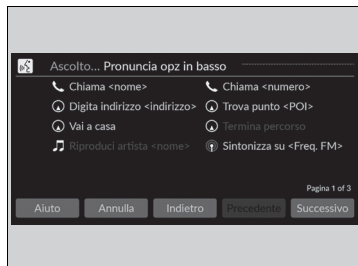 Ascolto... Pronuncia opz in basso
Chiama <nome> Chiama <numero>
Digita indirizzo <indirizzo> Trova punto <POI>
Vai a casa Termina percorso
Riproduci artista <nome> Sintonizza su <Freq. FM>
Pagina 1 of 3
Aiuto Annulla Indietro Precedente Successivo